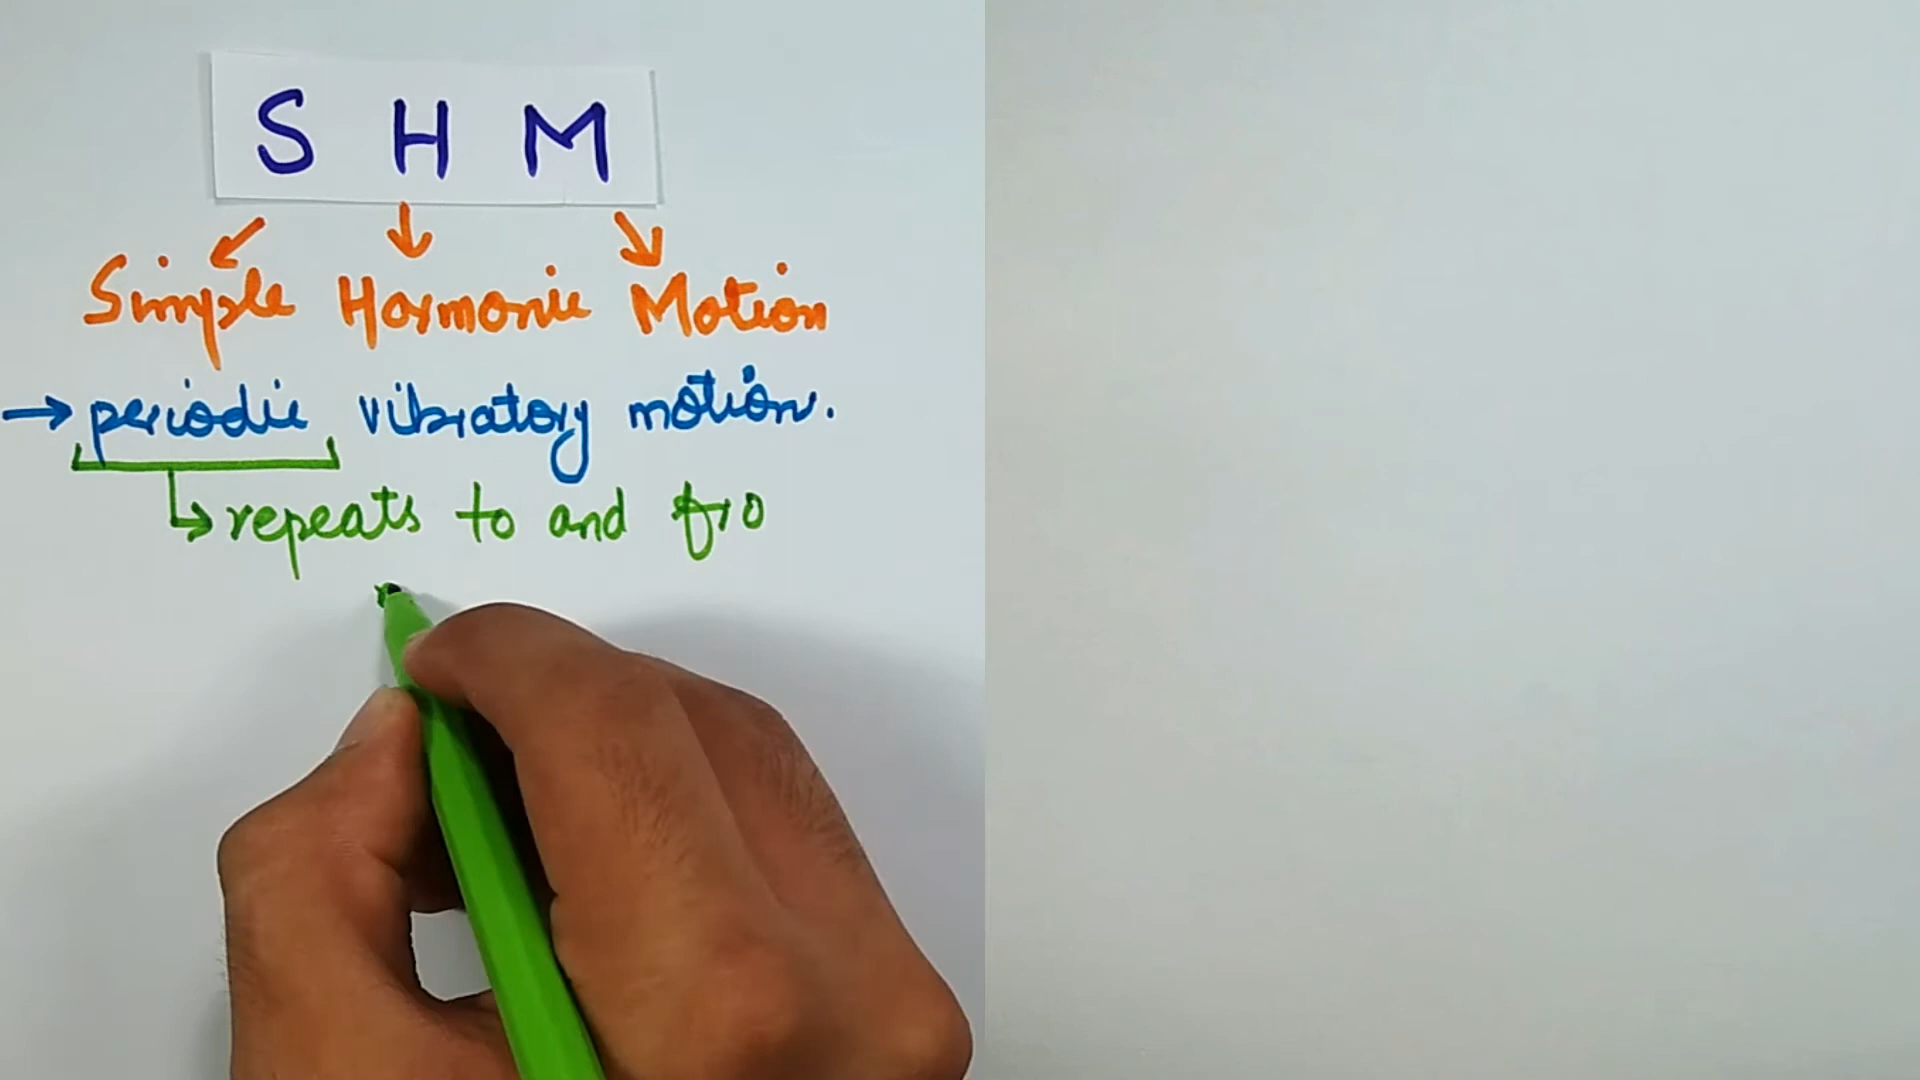 S H M
Simple Harmonic Motion
→ periodic vibratory motion.
↳ repeats to and fro